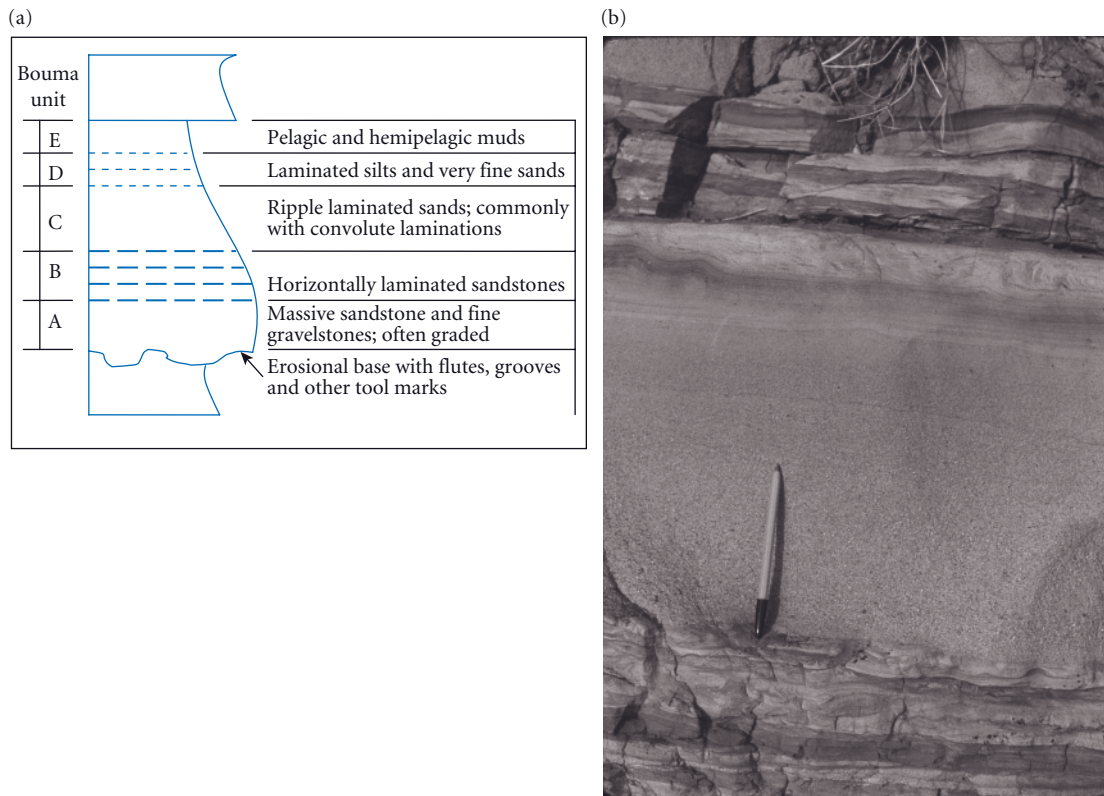 (a)
(b)
Bouma
unit
E
Pelagic and hemipelagic muds
D
Laminated silts and very fine sands
C
Ripple laminated sands; commonly
with convolute laminations
B
Horizontally laminated sandstones
A
Massive sandstone and fine
gravelstones; often graded
Erosional base with flutes, grooves
and other tool marks